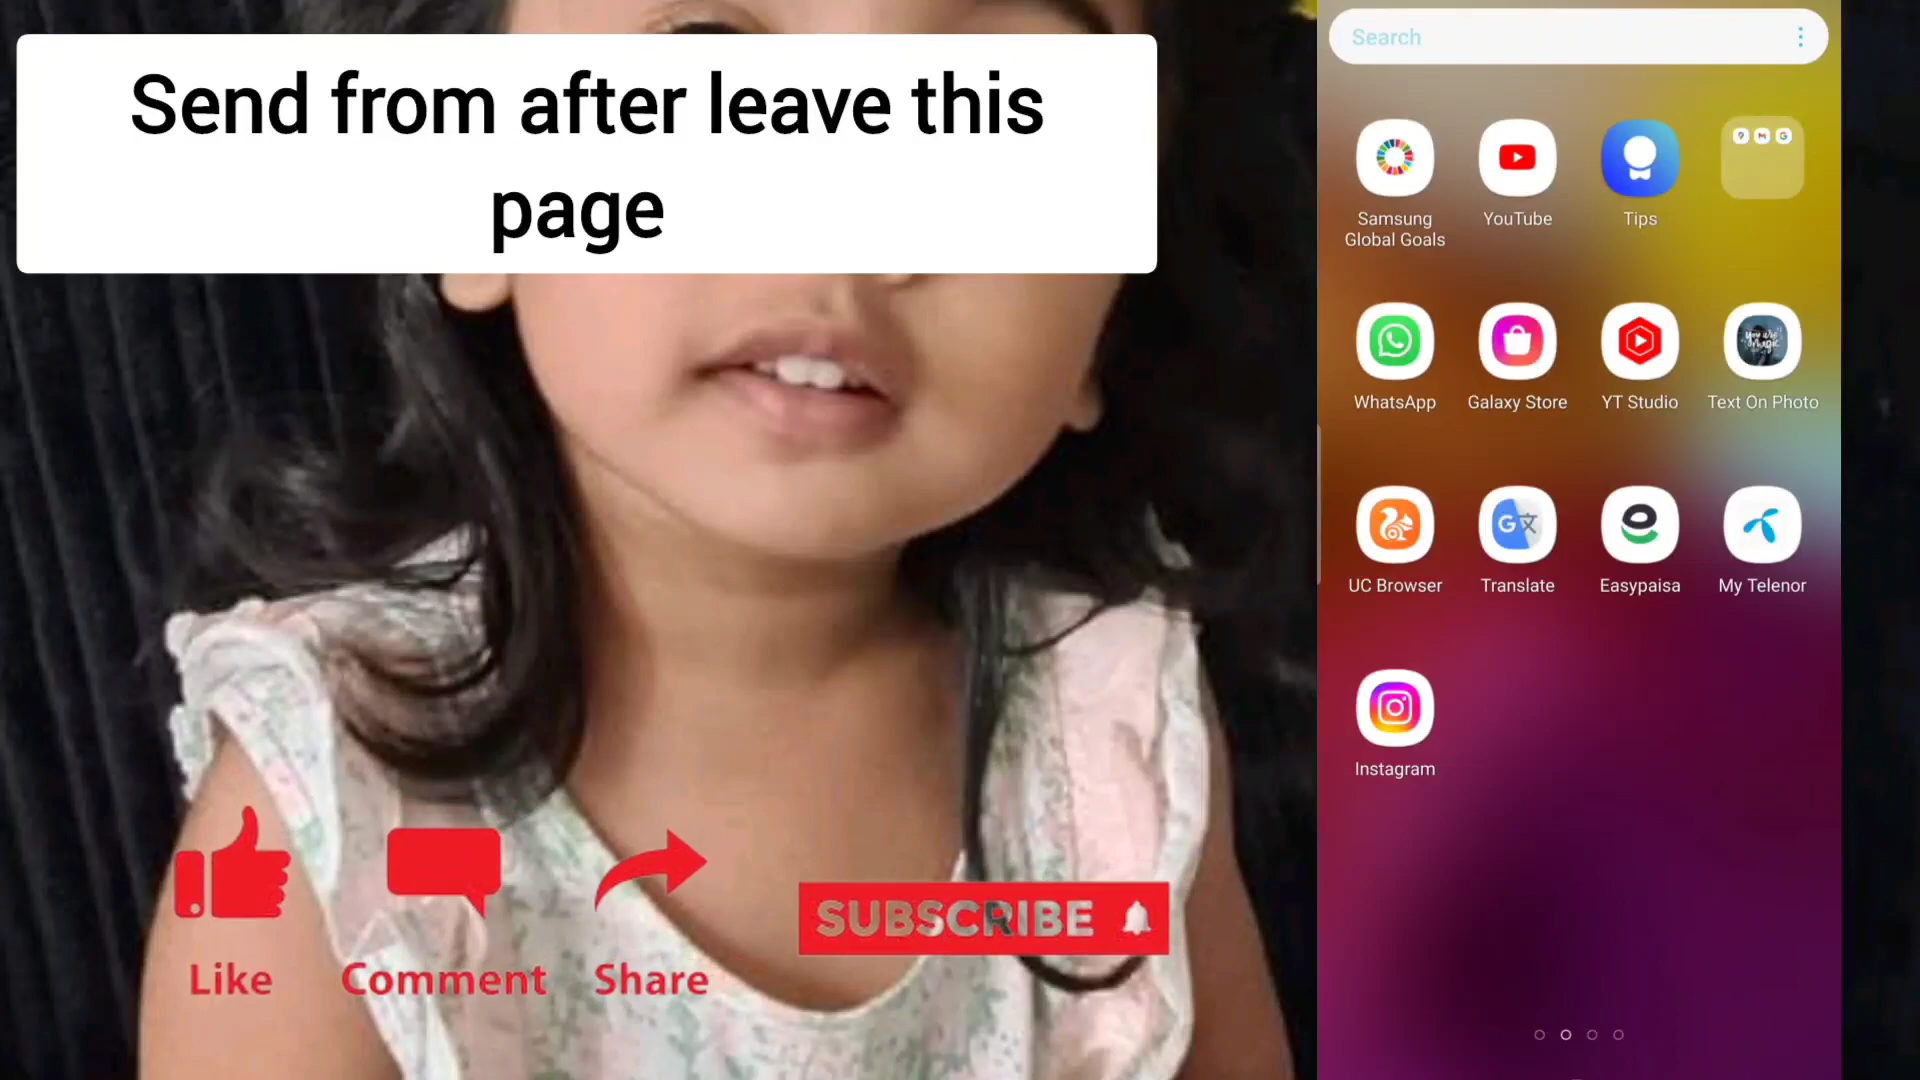 Send from after leave this
page
Search
Samsung
Global Goals
YouTube
Tips
WhatsApp
Galaxy Store
YT Studio
Text On Photo
UC Browser
Translate
Easypaisa
My Telenor
Instagram
Like
Comment
Share
SUBSCRIBE